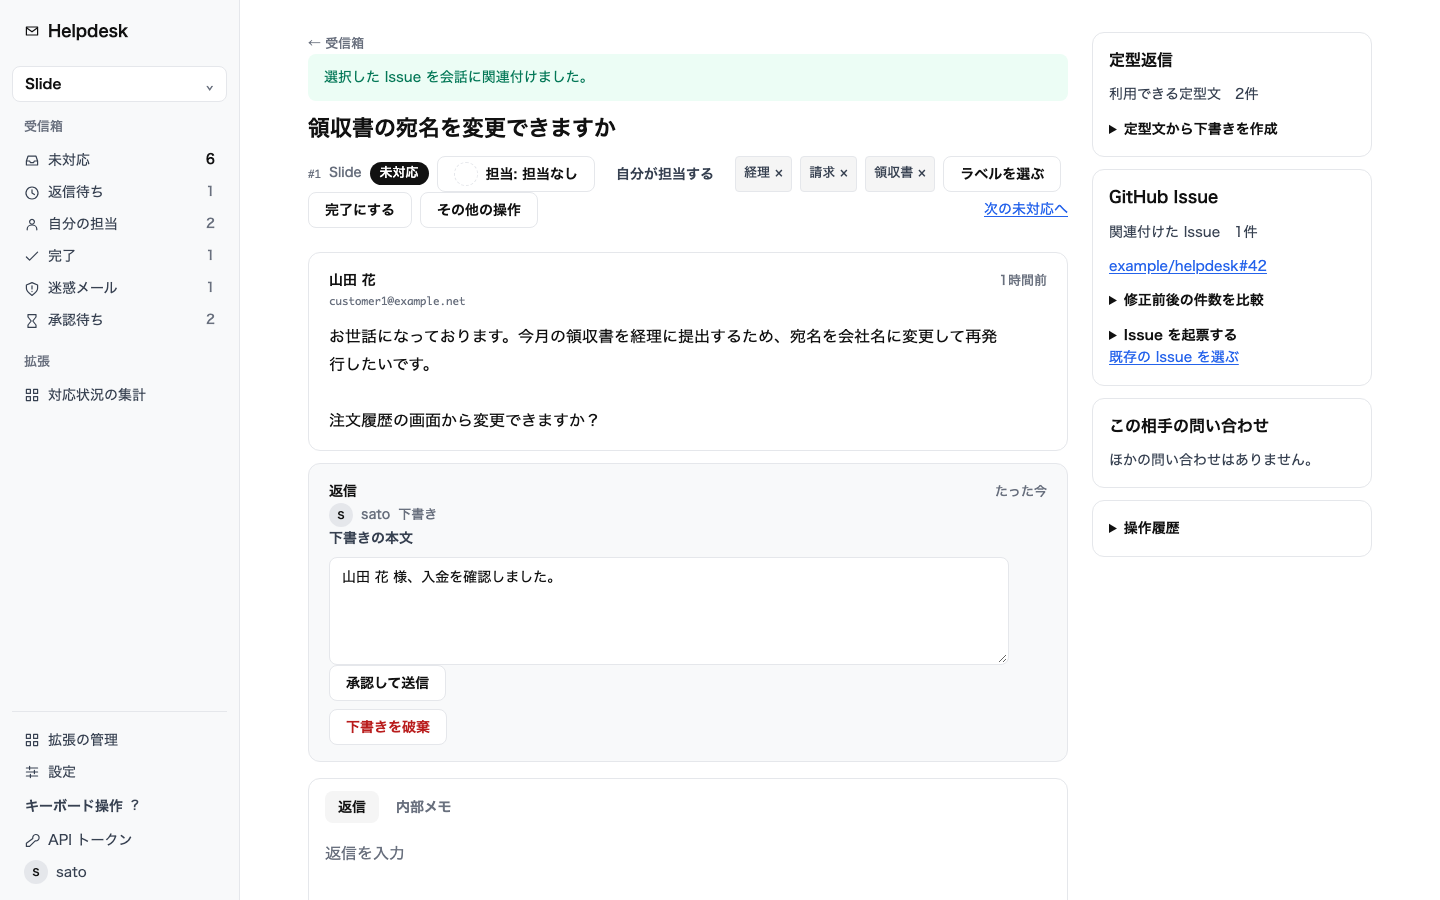 Helpdesk
Slide
受信箱
未対応 6
返信待ち 1
自分の担当 2
完了 1
迷惑メール 1
承認待ち 2
拡張
対応状況の集計
拡張の管理
設定
キーボード操作 ?
API トークン
S sato
← 受信箱
選択した Issue を会話に関連付けました。
領収書の宛名を変更できますか
#1 Slide 未対応 担当: 担当なし 自分が担当する 経理 × 請求 × 領収書 × ラベルを選ぶ
完了にする その他の操作 次の未対応へ
山田 花 1時間前
customer1@example.net
お世話になっております。今月の領収書を経理に提出するため、宛名を会社名に変更して再発
行したいです。
注文履歴の画面から変更できますか？
返信 たった今
S sato 下書き
下書きの本文
山田 花 様、入金を確認しました。
承認して送信
下書きを破棄
返信 内部メモ
返信を入力
定型返信
利用できる定型文 2件
▶ 定型文から下書きを作成
GitHub Issue
関連付けた Issue 1件
example/helpdesk#42
▶ 修正前後の件数を比較
▶ Issue を起票する
既存の Issue を選ぶ
この相手の問い合わせ
ほかの問い合わせはありません。
▶ 操作履歴